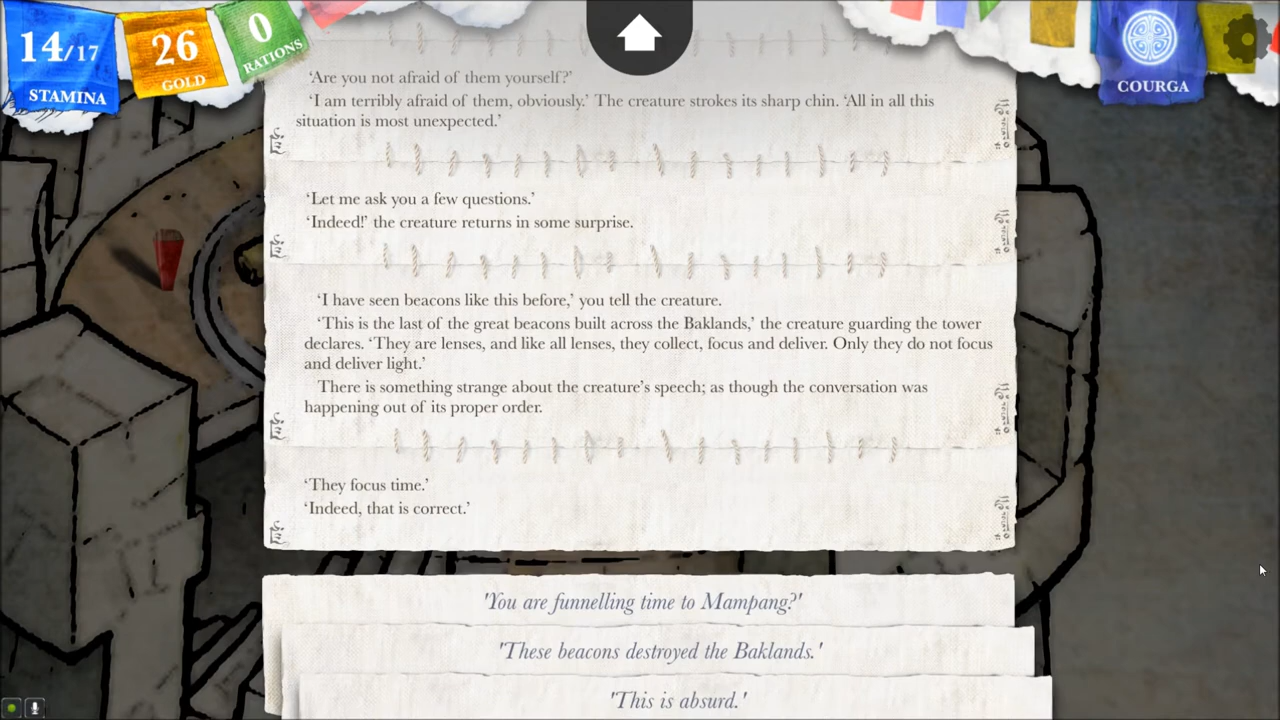 14/17
STAMINA
26
GOLD
0
RATIONS
COURGA
‘Are you not afraid of them yourself?’
‘I am terribly afraid of them, obviously.’ The creature strokes its sharp chin. ‘All in all this
situation is most unexpected.’
‘Let me ask you a few questions.’
‘Indeed!’ the creature returns in some surprise.
‘I have seen beacons like this before,’ you tell the creature.
‘This is the last of the great beacons built across the Baklands,’ the creature guarding the tower
declares. ‘They are lenses, and like all lenses, they collect, focus and deliver. Only they do not focus
and deliver light.’
There is something strange about the creature’s speech; as though the conversation was
happening out of its proper order.
‘They focus time.’
‘Indeed, that is correct.’
'You are funnelling time to Mampang?'
'These beacons destroyed the Baklands.'
'This is absurd.'